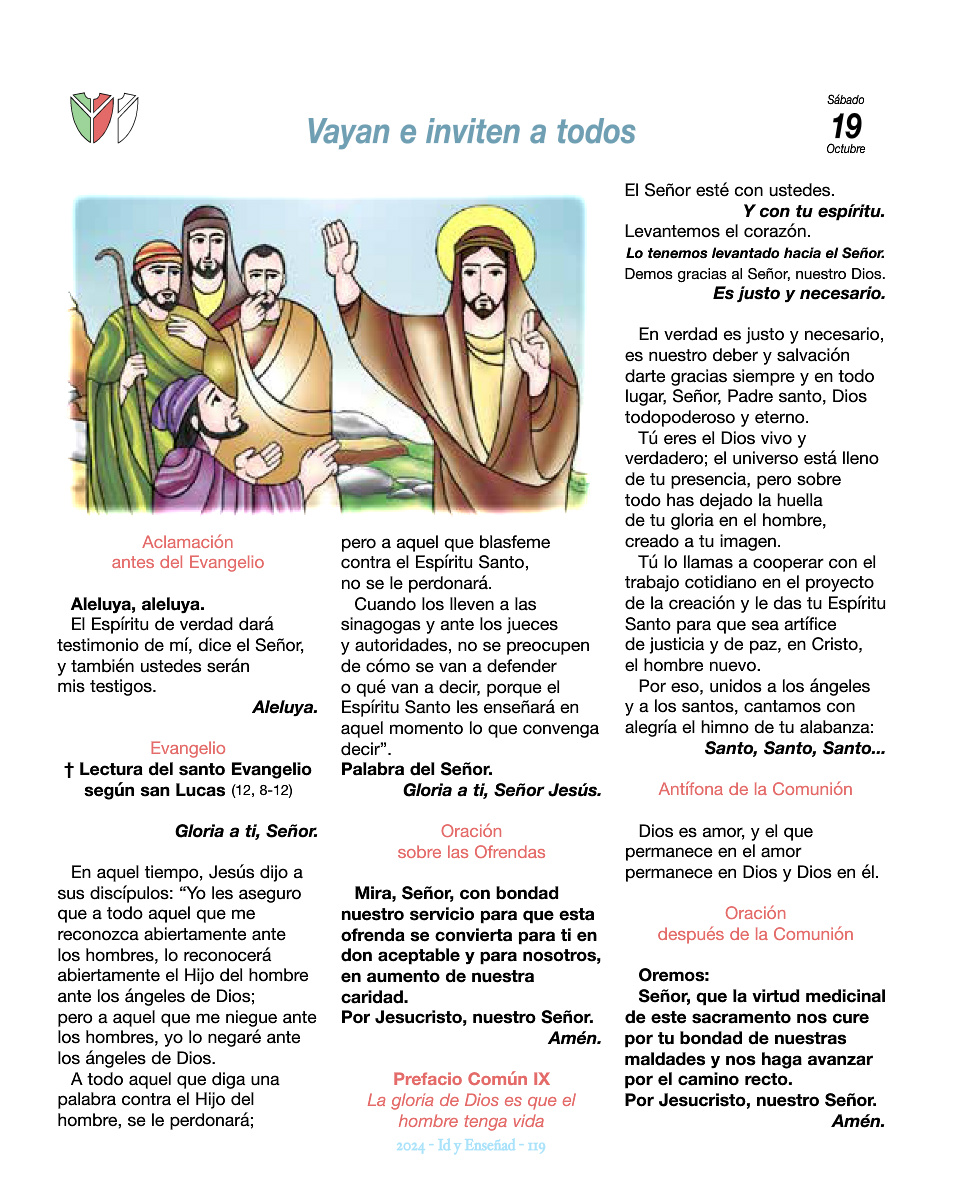 Vayan e inviten a todos
Sábado
19
Octubre
Aclamación
antes del Evangelio
Aleluya, aleluya.
El Espíritu de verdad dará
testimonio de mí, dice el Señor,
y también ustedes serán
mis testigos.
Aleluya.
Evangelio
† Lectura del santo Evangelio
según san Lucas (12, 8-12)
Gloria a ti, Señor.
En aquel tiempo, Jesús dijo a
sus discípulos: “Yo les aseguro
que a todo aquel que me
reconozca abiertamente ante
los hombres, lo reconocerá
abiertamente el Hijo del hombre
ante los ángeles de Dios;
pero a aquel que me niegue ante
los hombres, yo lo negaré ante
los ángeles de Dios.
A todo aquel que diga una
palabra contra el Hijo del
hombre, se le perdonará;
pero a aquel que blasfeme
contra el Espíritu Santo,
no se le perdonará.
Cuando los lleven a las
sinagogas y ante los jueces
y autoridades, no se preocupen
de cómo se van a defender
o qué van a decir, porque el
Espíritu Santo les enseñará en
aquel momento lo que convenga
decir”.
Palabra del Señor.
Gloria a ti, Señor Jesús.
Oración
sobre las Ofrendas
Mira, Señor, con bondad
nuestro servicio para que esta
ofrenda se convierta para ti en
don aceptable y para nosotros,
en aumento de nuestra
caridad.
Por Jesucristo, nuestro Señor.
Amén.
Prefacio Común IX
La gloria de Dios es que el
hombre tenga vida
El Señor esté con ustedes.
Y con tu espíritu.
Levantemos el corazón.
Lo tenemos levantado hacia el Señor.
Demos gracias al Señor, nuestro Dios.
Es justo y necesario.
En verdad es justo y necesario,
es nuestro deber y salvación
darte gracias siempre y en todo
lugar, Señor, Padre santo, Dios
todopoderoso y eterno.
Tú eres el Dios vivo y
verdadero; el universo está lleno
de tu presencia, pero sobre
todo has dejado la huella
de tu gloria en el hombre,
creado a tu imagen.
Tú lo llamas a cooperar con el
trabajo cotidiano en el proyecto
de la creación y le das tu Espíritu
Santo para que sea artífice
de justicia y de paz, en Cristo,
el hombre nuevo.
Por eso, unidos a los ángeles
y a los santos, cantamos con
alegría el himno de tu alabanza:
Santo, Santo, Santo...
Antífona de la Comunión
Dios es amor, y el que
permanece en el amor
permanece en Dios y Dios en él.
Oración
después de la Comunión
Oremos:
Señor, que la virtud medicinal
de este sacramento nos cure
por tu bondad de nuestras
maldades y nos haga avanzar
por el camino recto.
Por Jesucristo, nuestro Señor.
Amén.
2024 - Id y Enseñad - 119